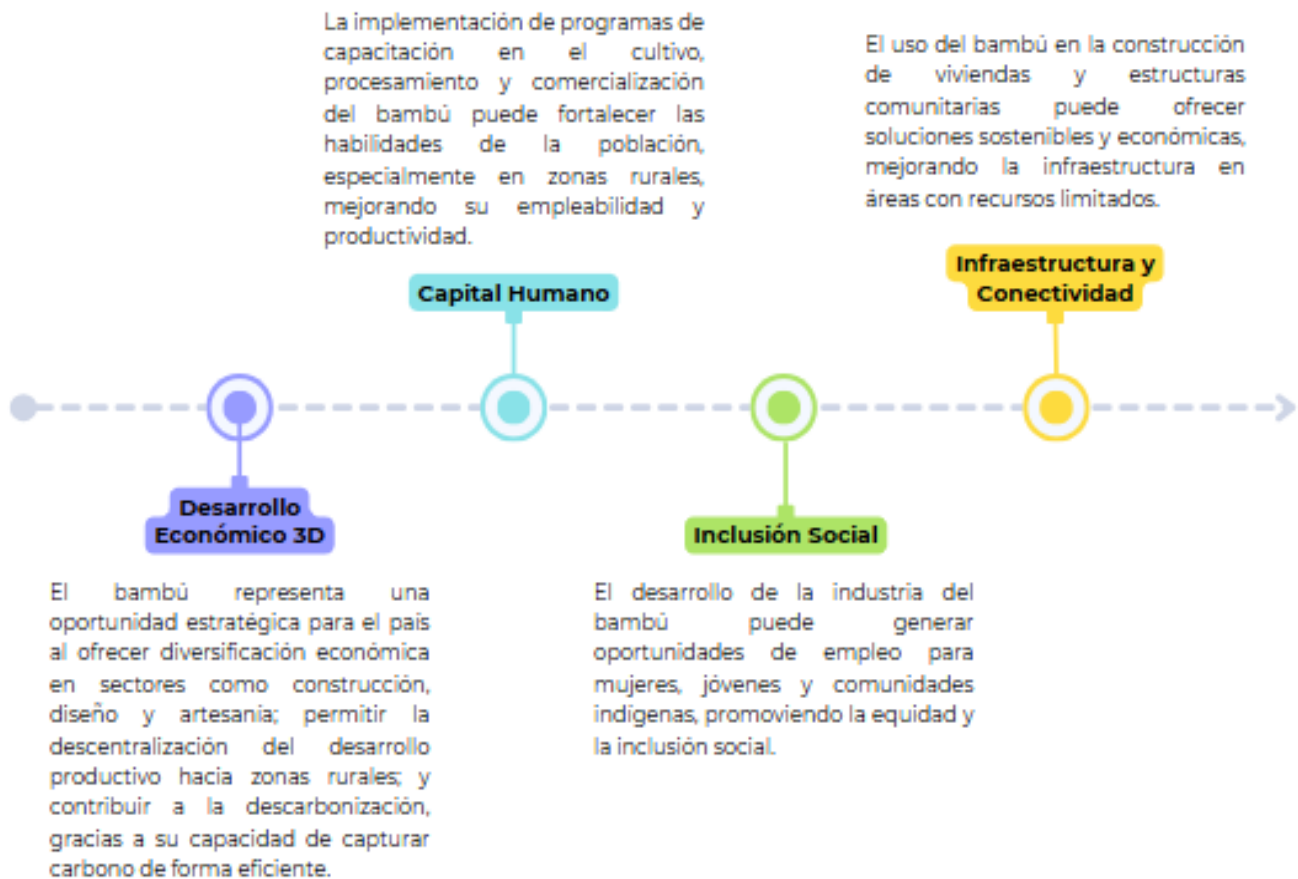 La implementación de programas de
capacitación en el cultivo,
procesamiento y comercialización
del bambú puede fortalecer las
habilidades de la población,
especialmente en zonas rurales,
mejorando su empleabilidad y
productividad.
Capital Humano
El uso del bambú en la construcción
de viviendas y estructuras
comunitarias puede ofrecer
soluciones sostenibles y económicas,
mejorando la infraestructura en
áreas con recursos limitados.
Infraestructura y
Conectividad
Desarrollo
Económico 3D
El bambú representa una
oportunidad estratégica para el país
al ofrecer diversificación económica
en sectores como construcción,
diseño y artesanía; permitir la
descentralización del desarrollo
productivo hacia zonas rurales; y
contribuir a la descarbonización,
gracias a su capacidad de capturar
carbono de forma eficiente.
Inclusión Social
El desarrollo de la industria del
bambú puede generar
oportunidades de empleo para
mujeres, jóvenes y comunidades
indígenas, promoviendo la equidad y
la inclusión social.